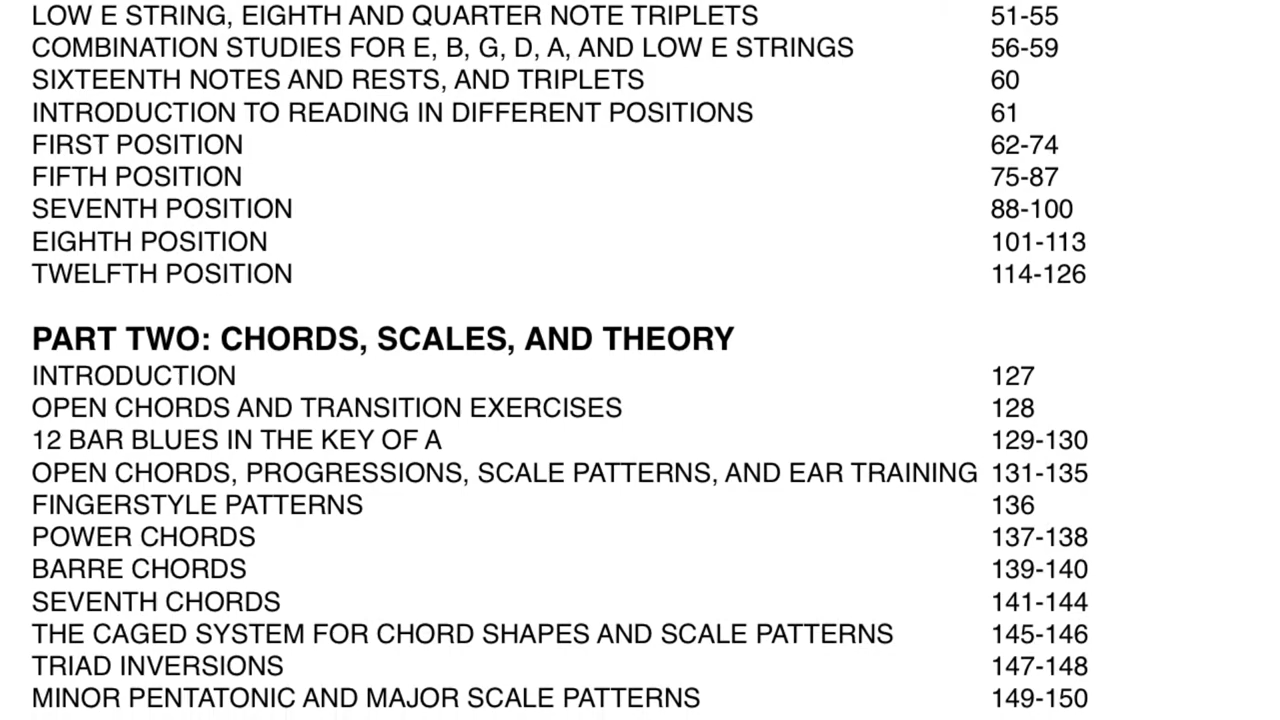 LOW E STRING, EIGHTH AND QUARTER NOTE TRIPLETS 51-55
COMBINATION STUDIES FOR E, B, G, D, A, AND LOW E STRINGS 56-59
SIXTEENTH NOTES AND RESTS, AND TRIPLETS 60
INTRODUCTION TO READING IN DIFFERENT POSITIONS 61
FIRST POSITION 62-74
FIFTH POSITION 75-87
SEVENTH POSITION 88-100
EIGHTH POSITION 101-113
TWELFTH POSITION 114-126
PART TWO: CHORDS, SCALES, AND THEORY
INTRODUCTION 127
OPEN CHORDS AND TRANSITION EXERCISES 128
12 BAR BLUES IN THE KEY OF A 129-130
OPEN CHORDS, PROGRESSIONS, SCALE PATTERNS, AND EAR TRAINING 131-135
FINGERSTYLE PATTERNS 136
POWER CHORDS 137-138
BARRE CHORDS 139-140
SEVENTH CHORDS 141-144
THE CAGED SYSTEM FOR CHORD SHAPES AND SCALE PATTERNS 145-146
TRIAD INVERSIONS 147-148
MINOR PENTATONIC AND MAJOR SCALE PATTERNS 149-150